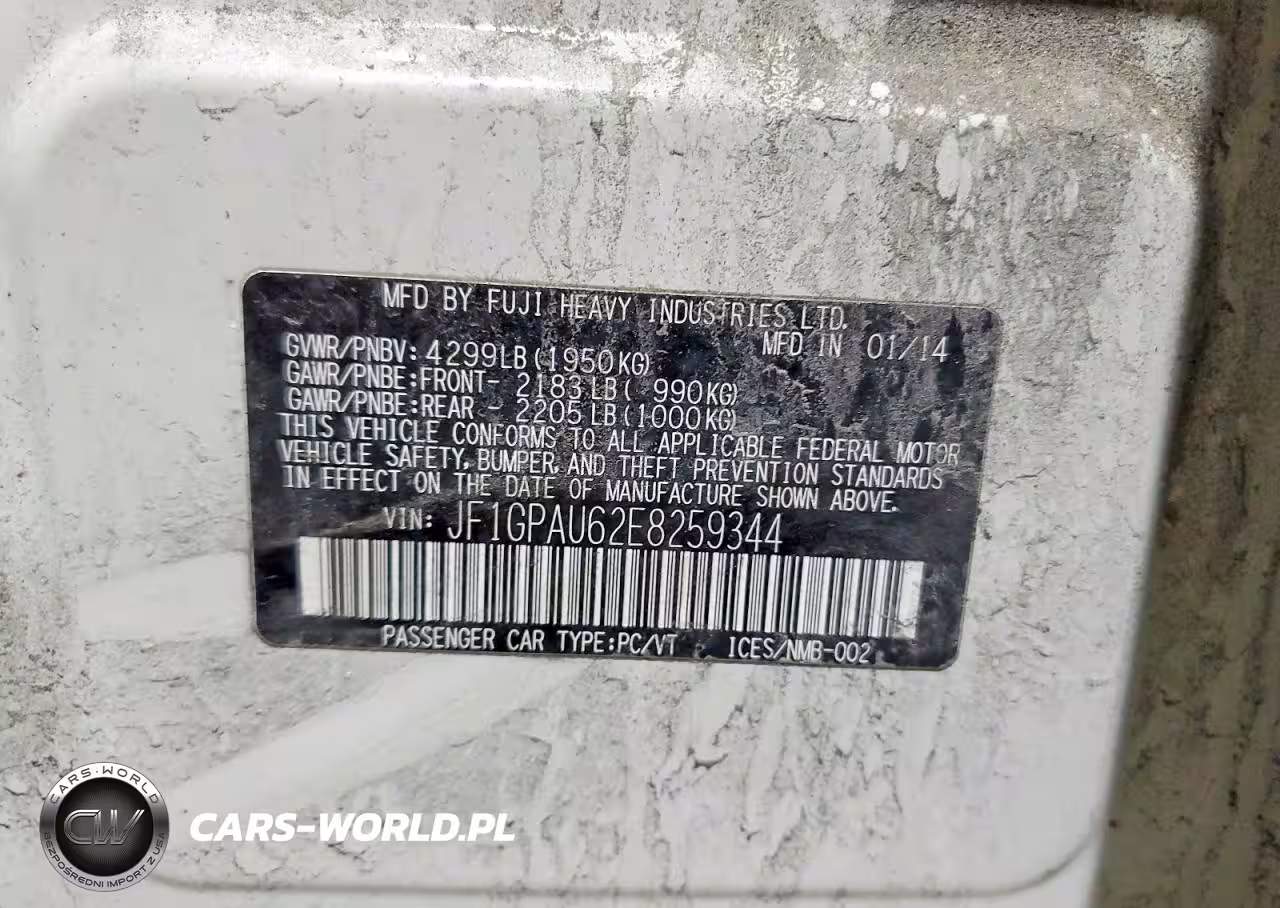 MFD BY FUJI HEAVY INDUSTRIES LTD.
MFD IN 01/14
GVWR/PNBV: 4299LB (1950KG)
GAWR/PNBE:FRONT- 2183LB ( 990KG)
GAWR/PNBE:REAR - 2205LB (1000KG)
THIS VEHICLE CONFORMS TO ALL APPLICABLE FEDERAL MOTOR
VEHICLE SAFETY, BUMPER, AND THEFT PREVENTION STANDARDS
IN EFFECT ON THE DATE OF MANUFACTURE SHOWN ABOVE.
VIN: JF1GPAU62E8259344
PASSENGER CAR TYPE:PC/VT ICES/NMB-002
CARS-WORLD
CW
BEZPOŚREDNI IMPORT Z USA
CARS-WORLD.PL